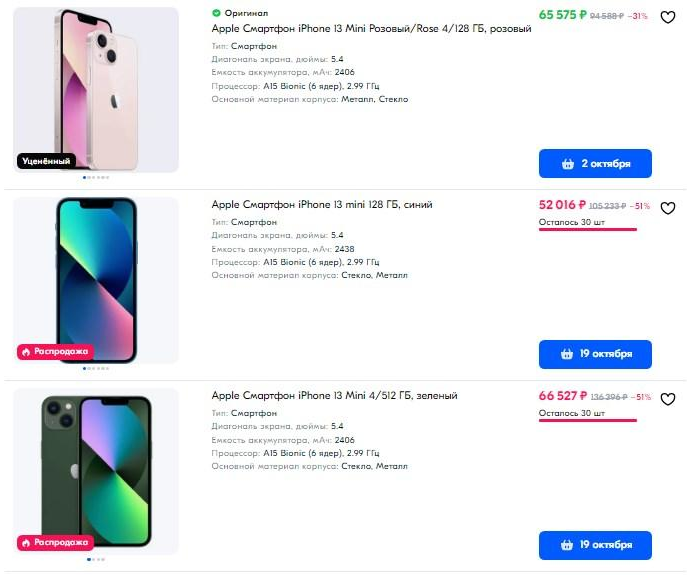 Оригинал
Apple Смартфон iPhone 13 Mini Розовый/Rose 4/128 ГБ, розовый
Тип: Смартфон
Диагональ экрана, дюймы: 5.4
Емкость аккумулятора, мАч: 2406
Процессор: A15 Bionic (6 ядер), 2.99 ГГц
Основной материал корпуса: Металл, Стекло
65 575 ₽ 94 588 ₽ −31%
Уценённый
2 октября
Apple Смартфон iPhone 13 mini 128 ГБ, синий
Тип: Смартфон
Диагональ экрана, дюймы: 5.4
Емкость аккумулятора, мАч: 2438
Процессор: A15 Bionic (6 ядер), 2.99 ГГц
Основной материал корпуса: Стекло, Металл
52 016 ₽ 105 233 ₽ −51%
Осталось 30 шт
Распродажа
19 октября
Apple Смартфон iPhone 13 Mini 4/512 ГБ, зеленый
Тип: Смартфон
Диагональ экрана, дюймы: 5.4
Емкость аккумулятора, мАч: 2406
Процессор: A15 Bionic (6 ядер), 2.99 ГГц
Основной материал корпуса: Стекло, Металл
66 527 ₽ 136 396 ₽ −51%
Осталось 30 шт
Распродажа
19 октября